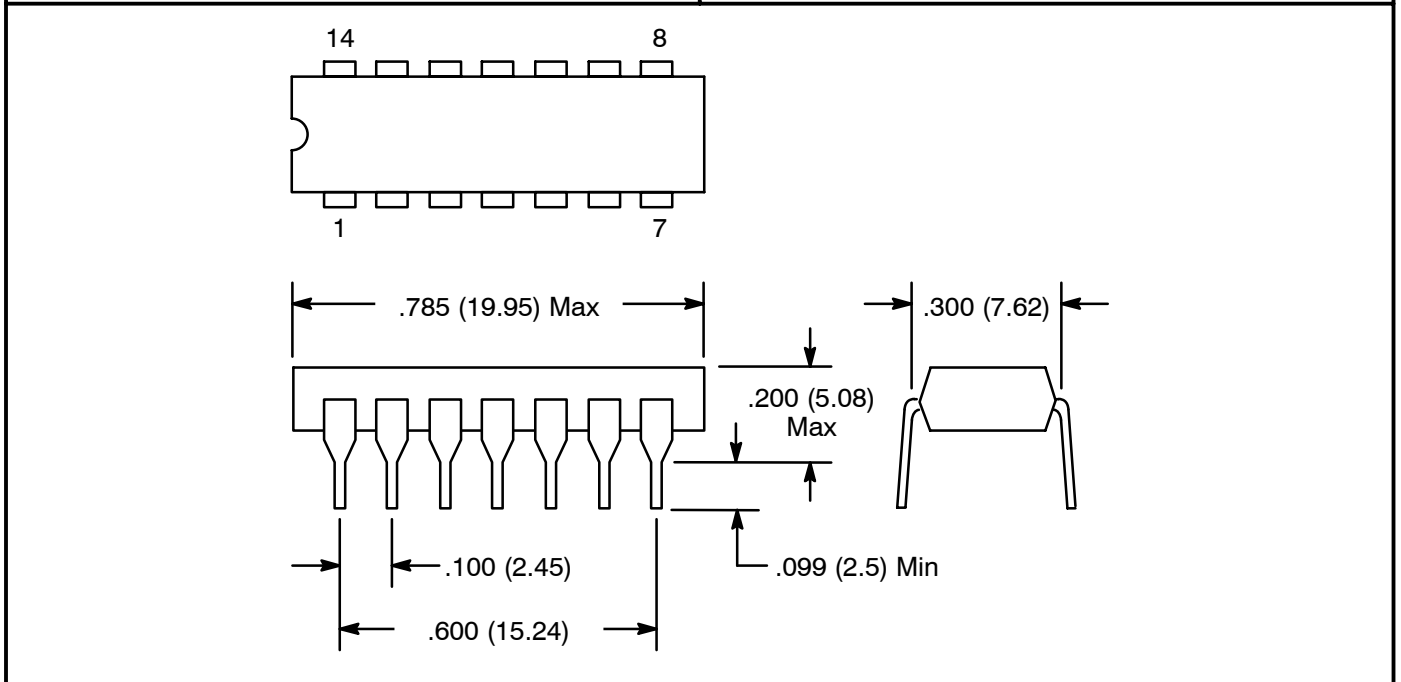 14 8
1 7
.785 (19.95) Max
.300 (7.62)
.200 (5.08)
Max
.100 (2.45)
.099 (2.5) Min
.600 (15.24)